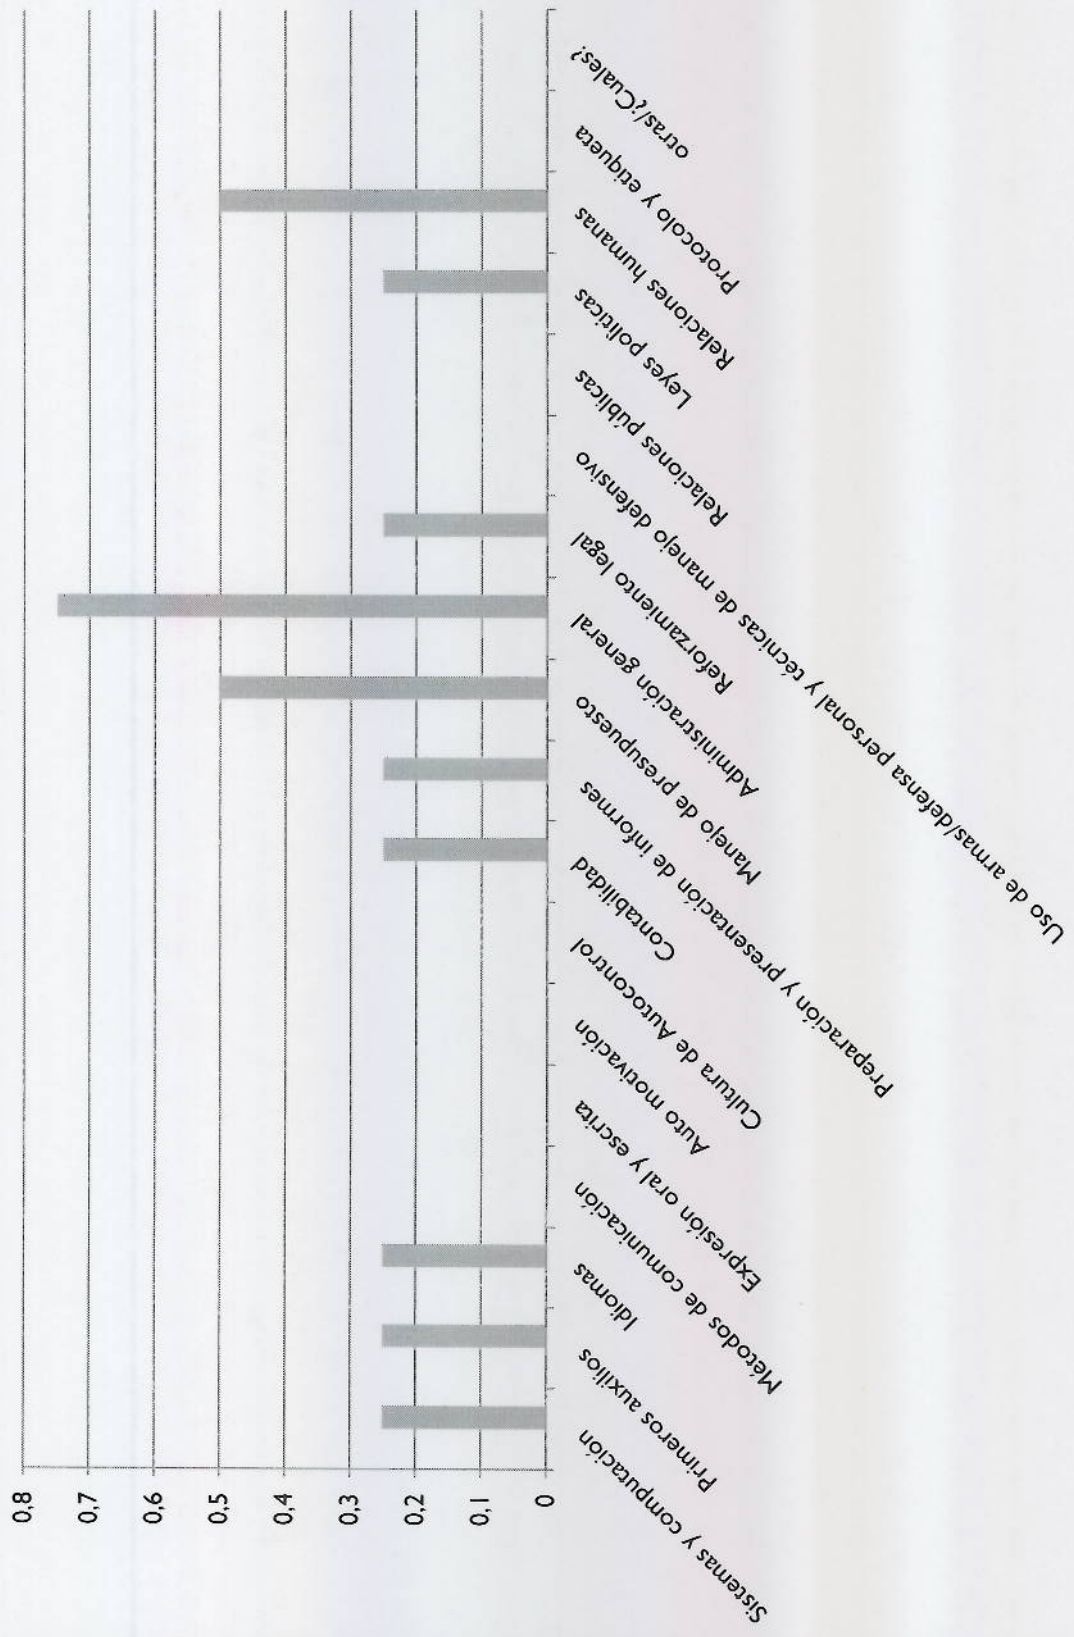 0,8
0,7
0,6
0,5
0,4
0,3
0,2
0,1
0
Sistemas y computación
Primeros auxilios
Idiomas
Métodos de comunicación
Expresión oral y escrita
Auto motivación
Cultura de Autocontrol
Contabilidad
Preparación y presentación de informes
Manejo de presupuesto
Administración general
Reforzamiento legal
Uso de armas/defensa personal y técnicas de manejo defensivo
Relaciones públicas
Leyes políticas
Relaciones humanas
Protocolo y etiqueta
otras/¿Cuales?